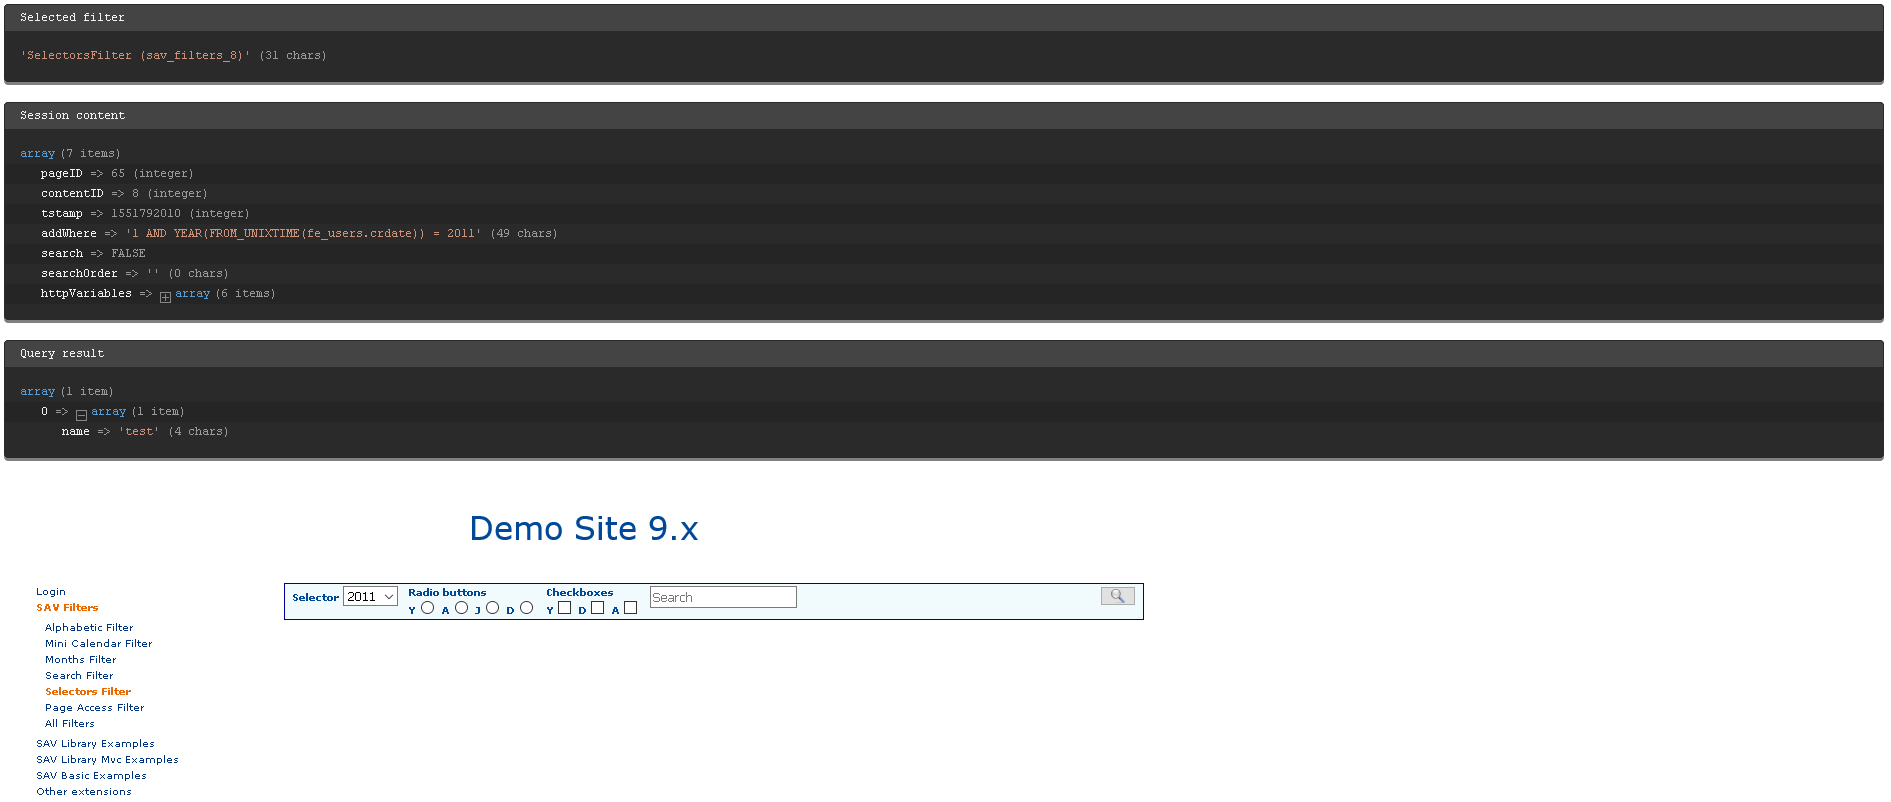 Selected filter
'SelectorsFilter (sav_filters_8)' (31 chars)
Session content
array (7 items)
pageID => 65 (integer)
contentID => 8 (integer)
tstamp => 1551792010 (integer)
addWhere => '1 AND YEAR(FROM_UNIXTIME(fe_users.crdate)) = 2011' (49 chars)
search => FALSE
searchOrder => '' (0 chars)
httpVariables => array (6 items)
Query result
array (1 item)
0 => array (1 item)
name => 'test' (4 chars)
Demo Site 9.x
Login
SAV Filters
Alphabetic Filter
Mini Calendar Filter
Months Filter
Search Filter
Selectors Filter
Page Access Filter
All Filters
SAV Library Examples
SAV Library Mvc Examples
SAV Basic Examples
Other extensions
Selector 2011
Radio buttons
Y A J D
Checkboxes
Y D A
Search